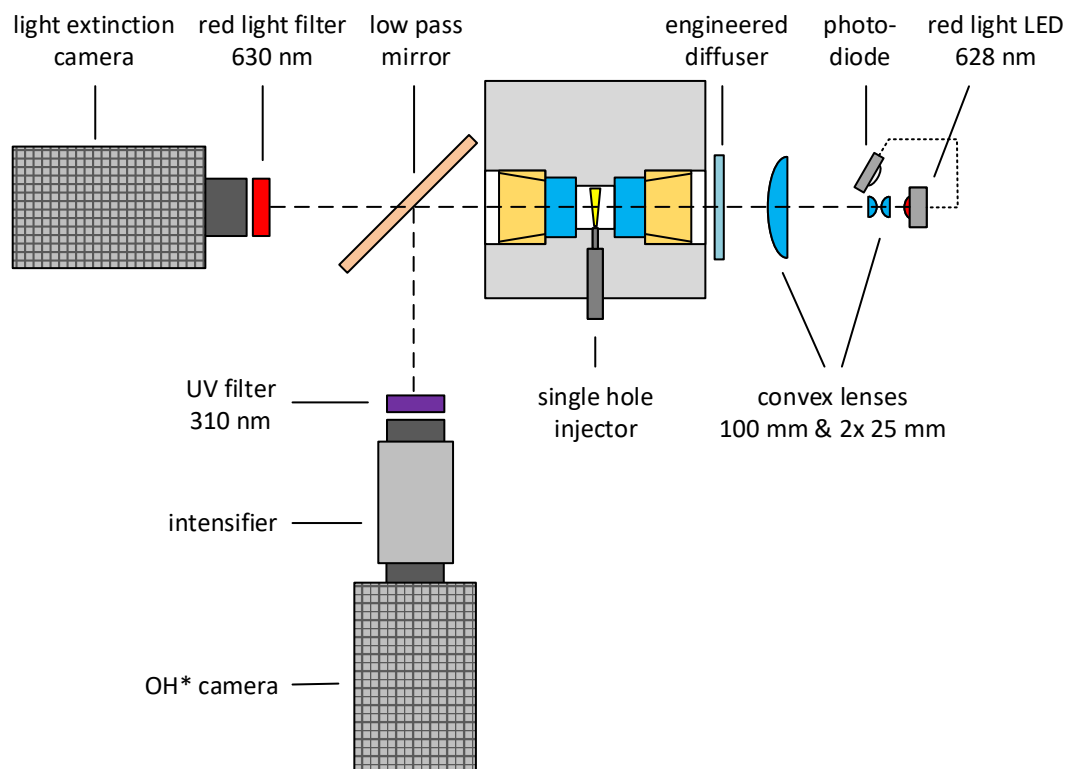 light extinction
camera
red light filter
630 nm
low pass
mirror
engineered
diffuser
photo-
diode
red light LED
628 nm
UV filter
310 nm
single hole
injector
convex lenses
100 mm & 2x 25 mm
intensifier
OH* camera